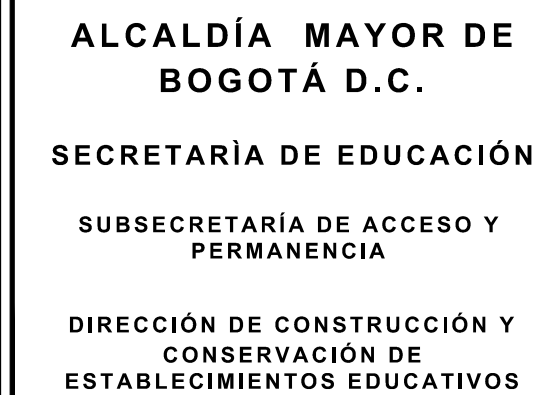 ALCALDÍA MAYOR DE
BOGOTÁ D.C.
SECRETARÌA DE EDUCACIÓN
SUBSECRETARÍA DE ACCESO Y
PERMANENCIA
DIRECCIÓN DE CONSTRUCCIÓN Y
CONSERVACIÓN DE
ESTABLECIMIENTOS EDUCATIVOS